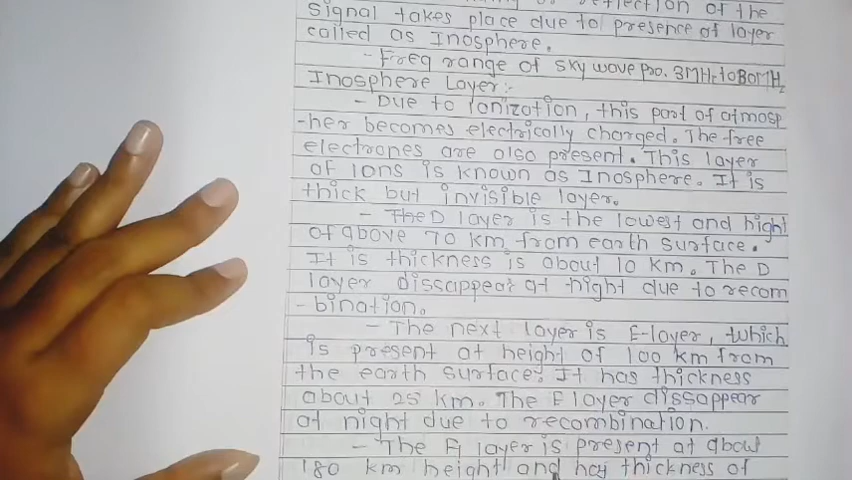 reflection of the
signal takes place due to presence of layer
called as Inosphere.
- Freq range of sky wave pro. 3MHz to 80MHz
Inosphere Layer:-
- Due to Ionization, this part of atmosp
-her becomes electrically charged. The free
electrones are also present. This layer
of Ions is known as Inosphere. It is
thick but invisible layer.
- The D layer is the lowest and hight
of above 70 km from earth surface.
It is thickness is about 10 km. The D
layer dissappear at night due to recom
-bination.
- The next layer is E-layer, which
is present at height of 100 km from
the earth surface. It has thickness
about 25 km. The E layer dissappear
at night due to recombination.
- The F1 layer is present at about
180 km height and has thickness of